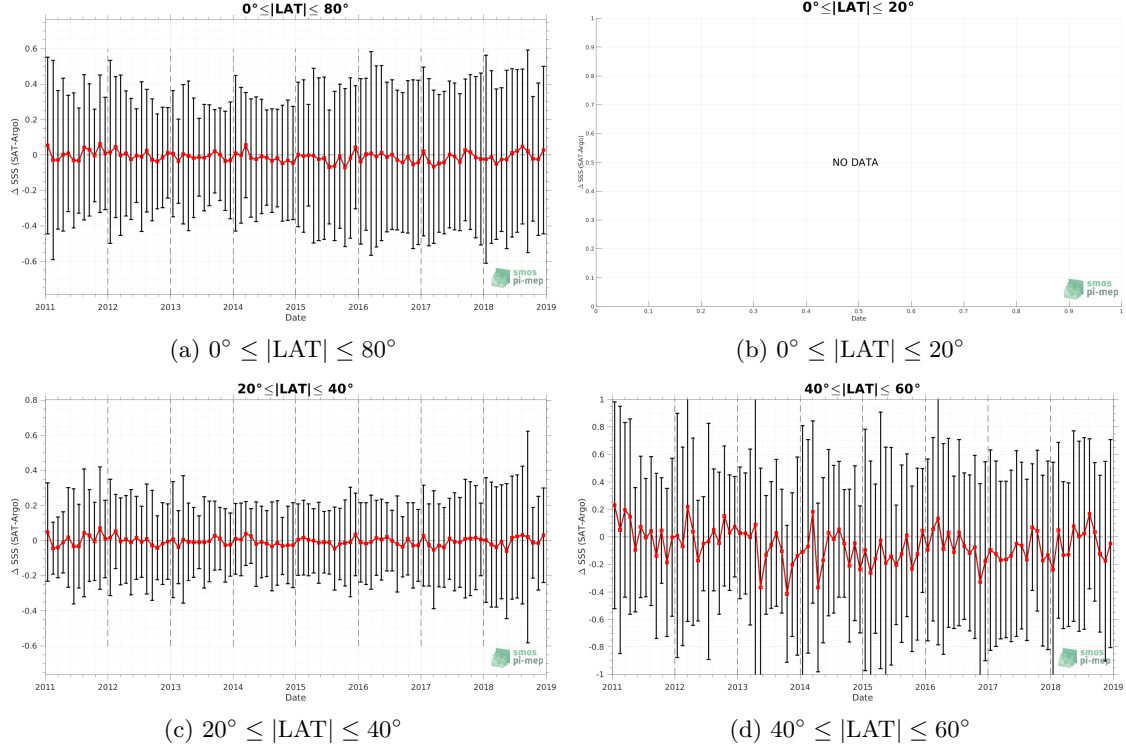 0°≤|LAT|≤ 80°
Δ SSS (SAT-Argo)
0.6
0.4
0.2
0
-0.2
-0.4
-0.6
2011 2012 2013 2014 2015 2016 2017 2018 2019
Date
smos
pi-mep
(a) 0° ≤ |LAT| ≤ 80°
0°≤|LAT|≤ 20°
Δ SSS (SAT-Argo)
1
0.9
0.8
0.7
0.6
0.5
0.4
0.3
0.2
0.1
0
NO DATA
0 0.1 0.2 0.3 0.4 0.5 0.6 0.7 0.8 0.9 1
Date
smos
pi-mep
(b) 0° ≤ |LAT| ≤ 20°
20°≤|LAT|≤ 40°
Δ SSS (SAT-Argo)
0.8
0.6
0.4
0.2
0
-0.2
-0.4
-0.6
2011 2012 2013 2014 2015 2016 2017 2018 2019
Date
smos
pi-mep
(c) 20° ≤ |LAT| ≤ 40°
40°≤|LAT|≤ 60°
Δ SSS (SAT-Argo)
1
0.8
0.6
0.4
0.2
0
-0.2
-0.4
-0.6
-0.8
-1
2011 2012 2013 2014 2015 2016 2017 2018 2019
Date
smos
pi-mep
(d) 40° ≤ |LAT| ≤ 60°